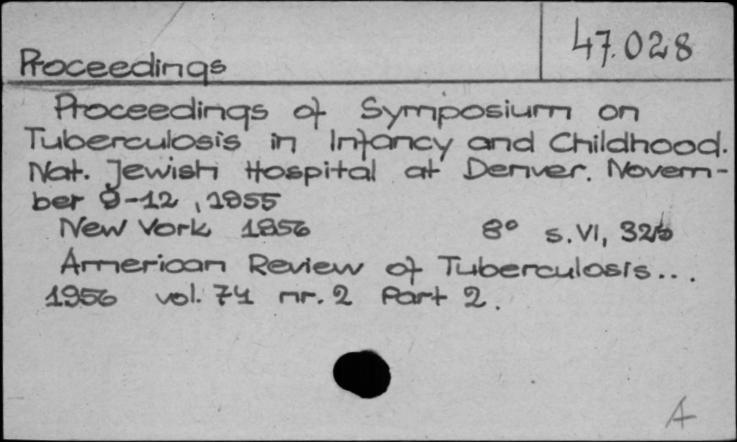 47.028
Proceedings
Proceedings of Symposium on
Tuberculosis in Infancy and Childhood.
Nat. Jewish Hospital at Denver. Novem-
ber 9-12, 1955
New York 1956 8° s. VI,
American Review of Tuberculosis...
1956 vol. 74 nr. 2 Part 2.
A